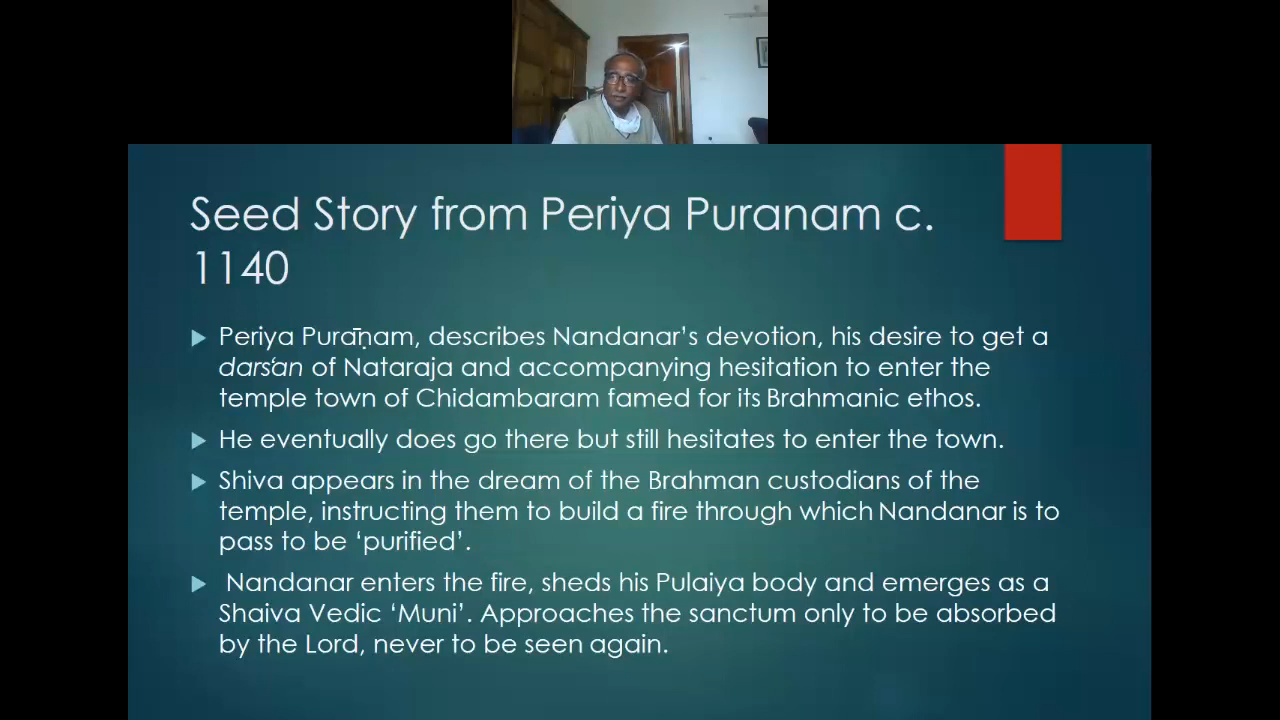 Seed Story from Periya Puranam c.
1140
Periya Purāṇam, describes Nandanar’s devotion, his desire to get a
darśan of Nataraja and accompanying hesitation to enter the
temple town of Chidambaram famed for its Brahmanic ethos.
He eventually does go there but still hesitates to enter the town.
Shiva appears in the dream of the Brahman custodians of the
temple, instructing them to build a fire through which Nandanar is to
pass to be ‘purified’.
Nandanar enters the fire, sheds his Pulaiya body and emerges as a
Shaiva Vedic ‘Muni’. Approaches the sanctum only to be absorbed
by the Lord, never to be seen again.